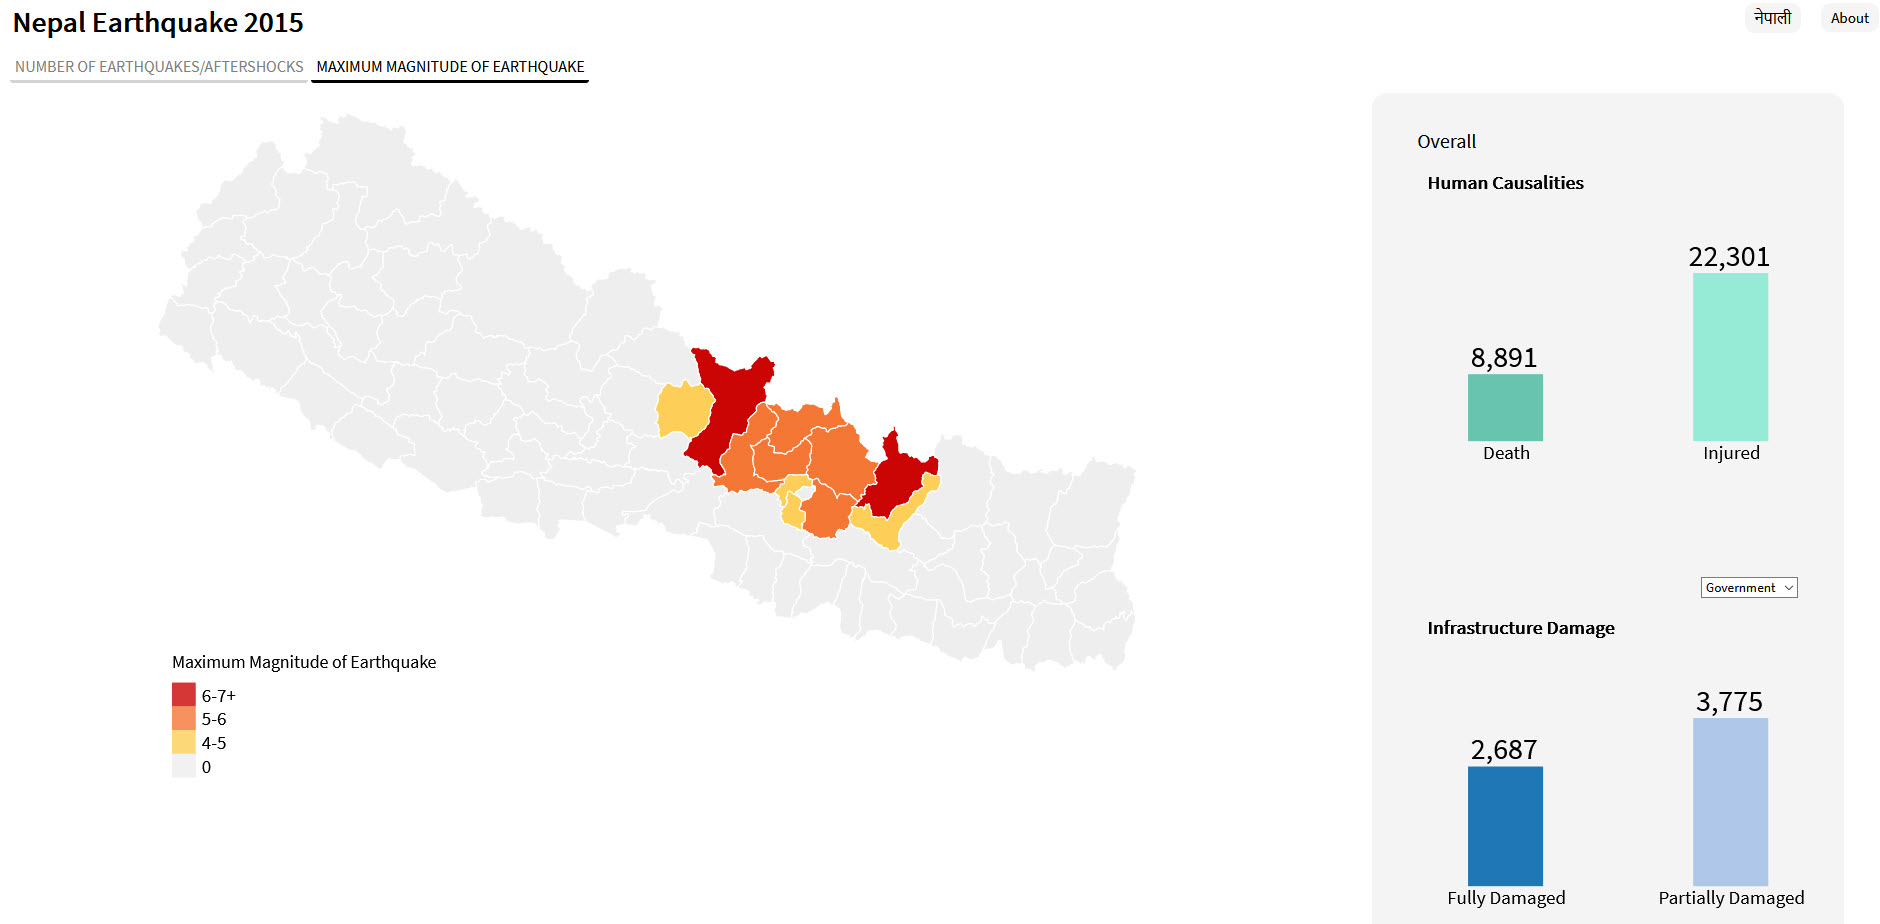 Nepal Earthquake 2015
नेपाली
About
NUMBER OF EARTHQUAKES/AFTERSHOCKS
MAXIMUM MAGNITUDE OF EARTHQUAKE
Overall
Human Causalities
22,301
8,891
Death
Injured
Government
Infrastructure Damage
3,775
2,687
Fully Damaged
Partially Damaged
Maximum Magnitude of Earthquake
6-7+
5-6
4-5
0